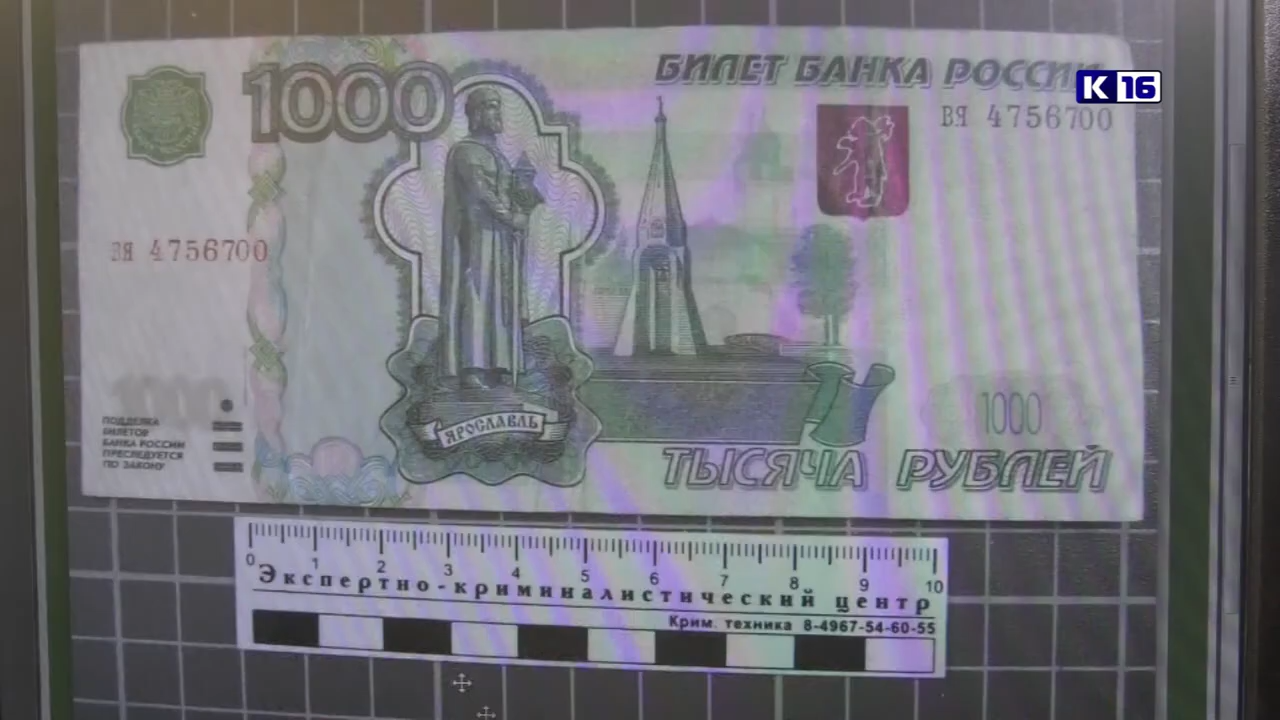 1000
БИЛЕТ БАНКА РОССИИ
К 16
ВЯ 4756700
ВЯ 4756700
1000
ПОДДЕЛКА
БИЛЕТОВ
БАНКА РОССИИ
ПРЕСЛЕДУЕТСЯ
ПО ЗАКОНУ
ЯРОСЛАВЛЬ
1000
ТЫСЯЧА РУБЛЕЙ
0 1 2 3 4 5 6 7 8 9 10
Экспертно-криминалистический центр
Крим. техника 8-4967-54-60-55